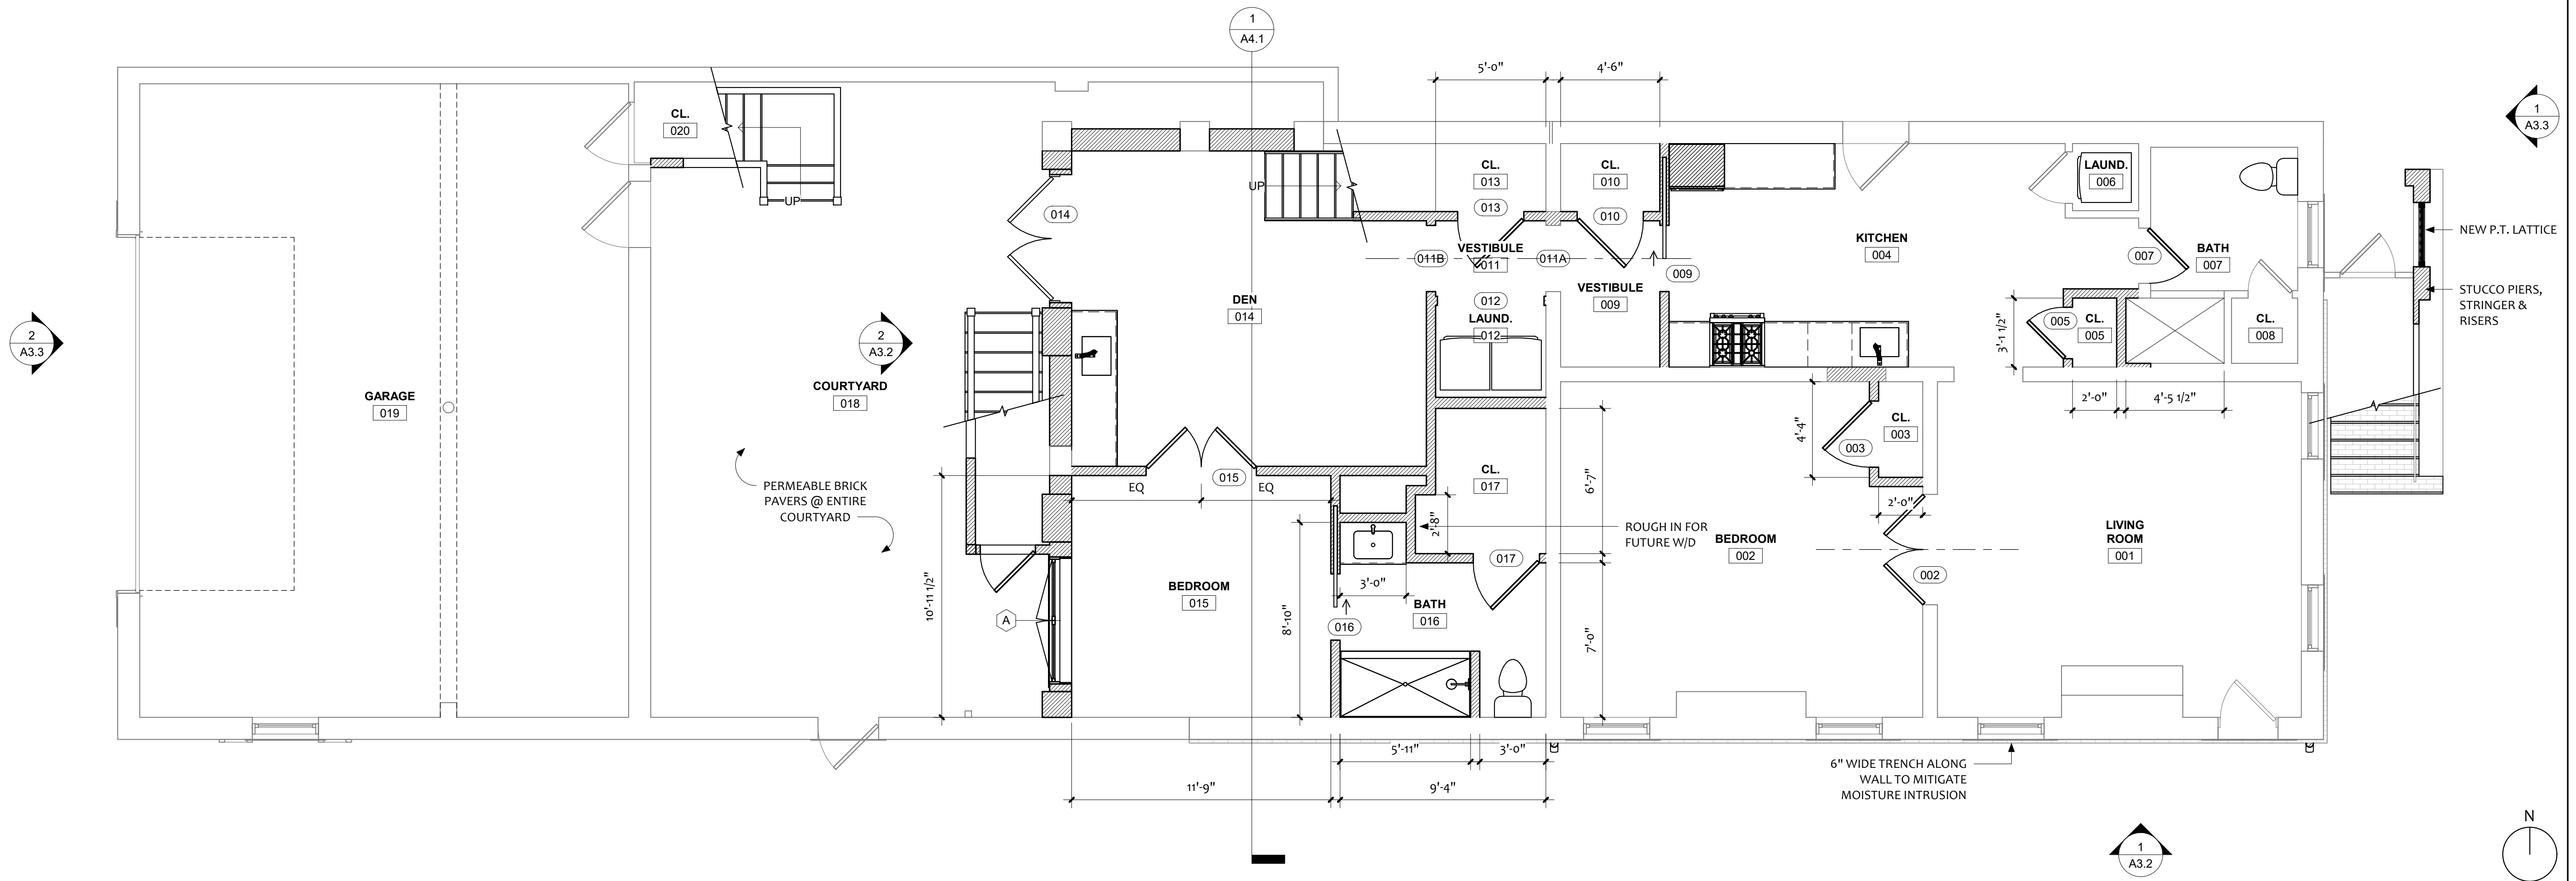 1
A4.1
5'-0"
4'-6"
1
A3.3
CL.
020
UP
014
UP
CL.
013
013
CL.
010
010
LAUND.
006
KITCHEN
004
007
BATH
007
NEW P.T. LATTICE
VESTIBULE
011
011B
011A
009
VESTIBULE
009
DEN
014
012
LAUND.
012
STUCCO PIERS,
STRINGER &
RISERS
3'-1 1/2"
005
CL.
005
CL.
008
2
A3.3
2
A3.2
GARAGE
019
COURTYARD
018
2'-0"
4'-5 1/2"
4'-4"
CL.
003
003
PERMEABLE BRICK
PAVERS @ ENTIRE
COURTYARD
EQ
015
EQ
CL.
017
6'-7"
2'-8"
2'-0"
ROUGH IN FOR
FUTURE W/D
BEDROOM
002
LIVING
ROOM
001
017
002
10'-11 1/2"
BEDROOM
015
8'-10"
3'-0"
BATH
016
016
7'-0"
A
5'-11"
3'-0"
11'-9"
9'-4"
6" WIDE TRENCH ALONG
WALL TO MITIGATE
MOISTURE INTRUSION
N
1
A3.2